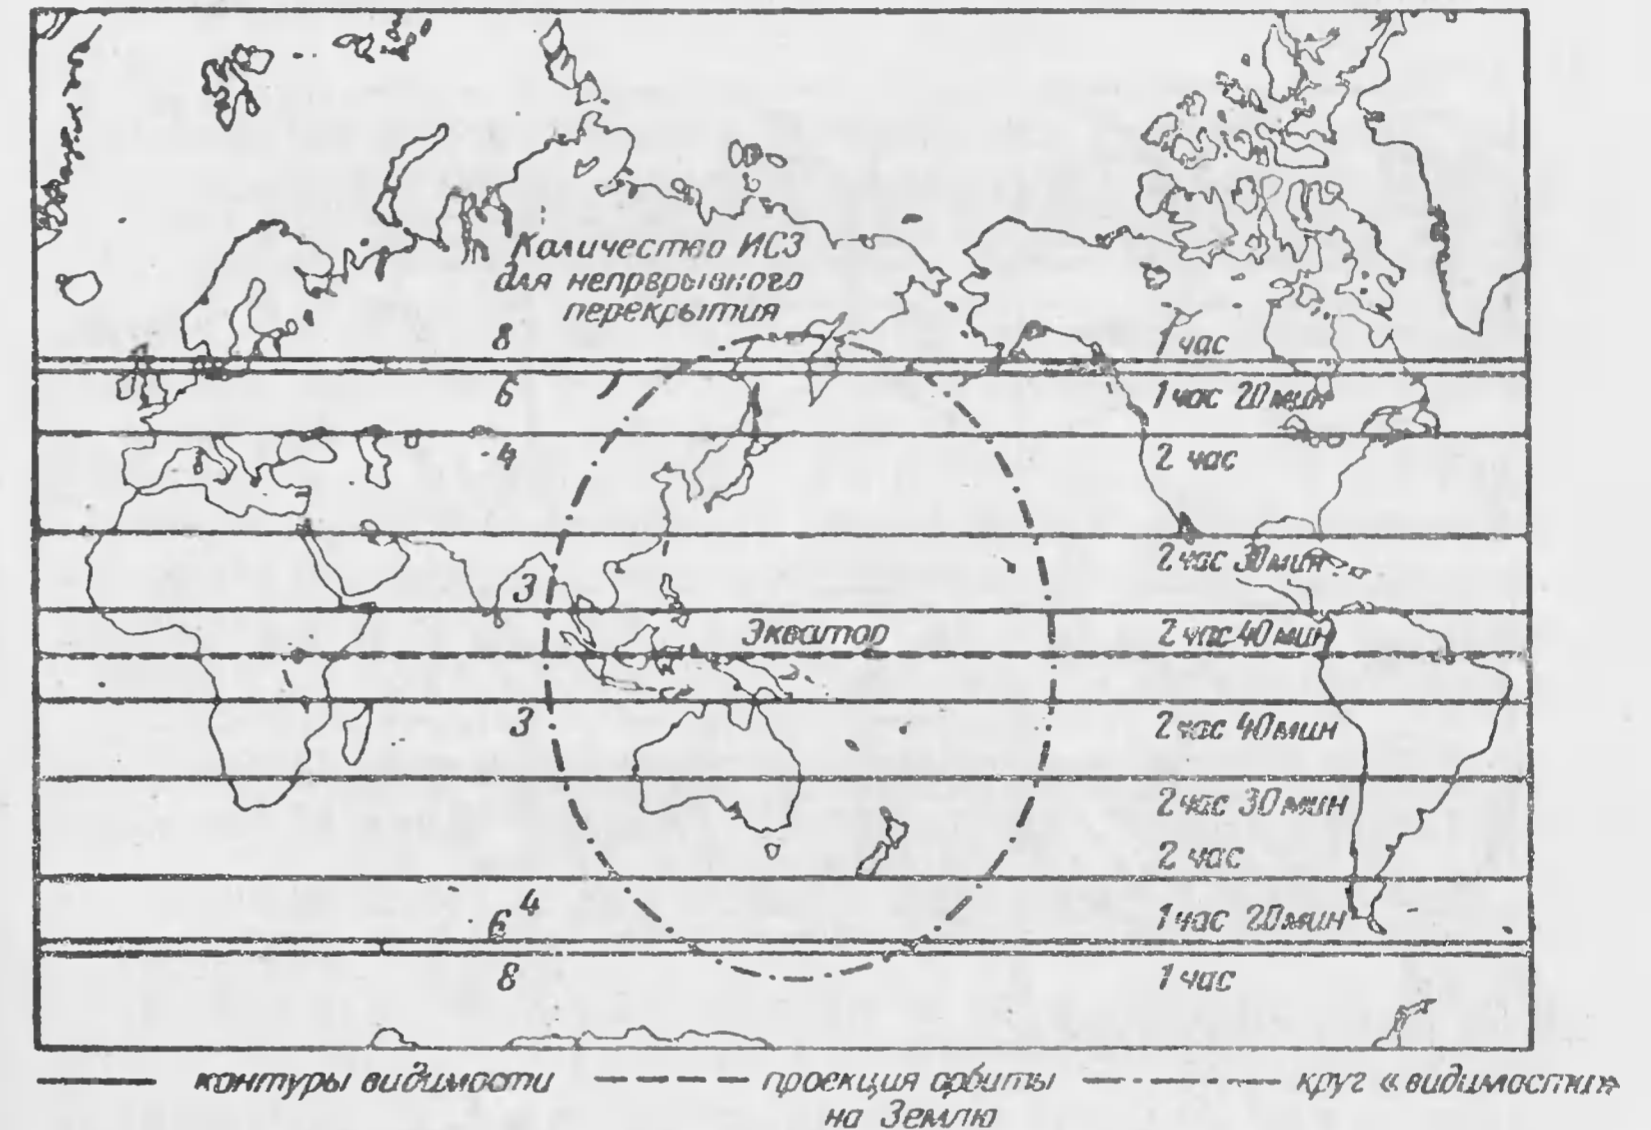 Количество ИСЗ
для непрерывного
перекрытия
8 1 час
6 1 час 20 мин
4 2 час
2 час 30 мин
3
Экватор 2 час 40 мин
3 2 час 40 мин
2 час 30 мин
2 час
4
6 1 час 20 мин
8 1 час
контуры видимости проекция орбиты круг «видимости»
на Землю